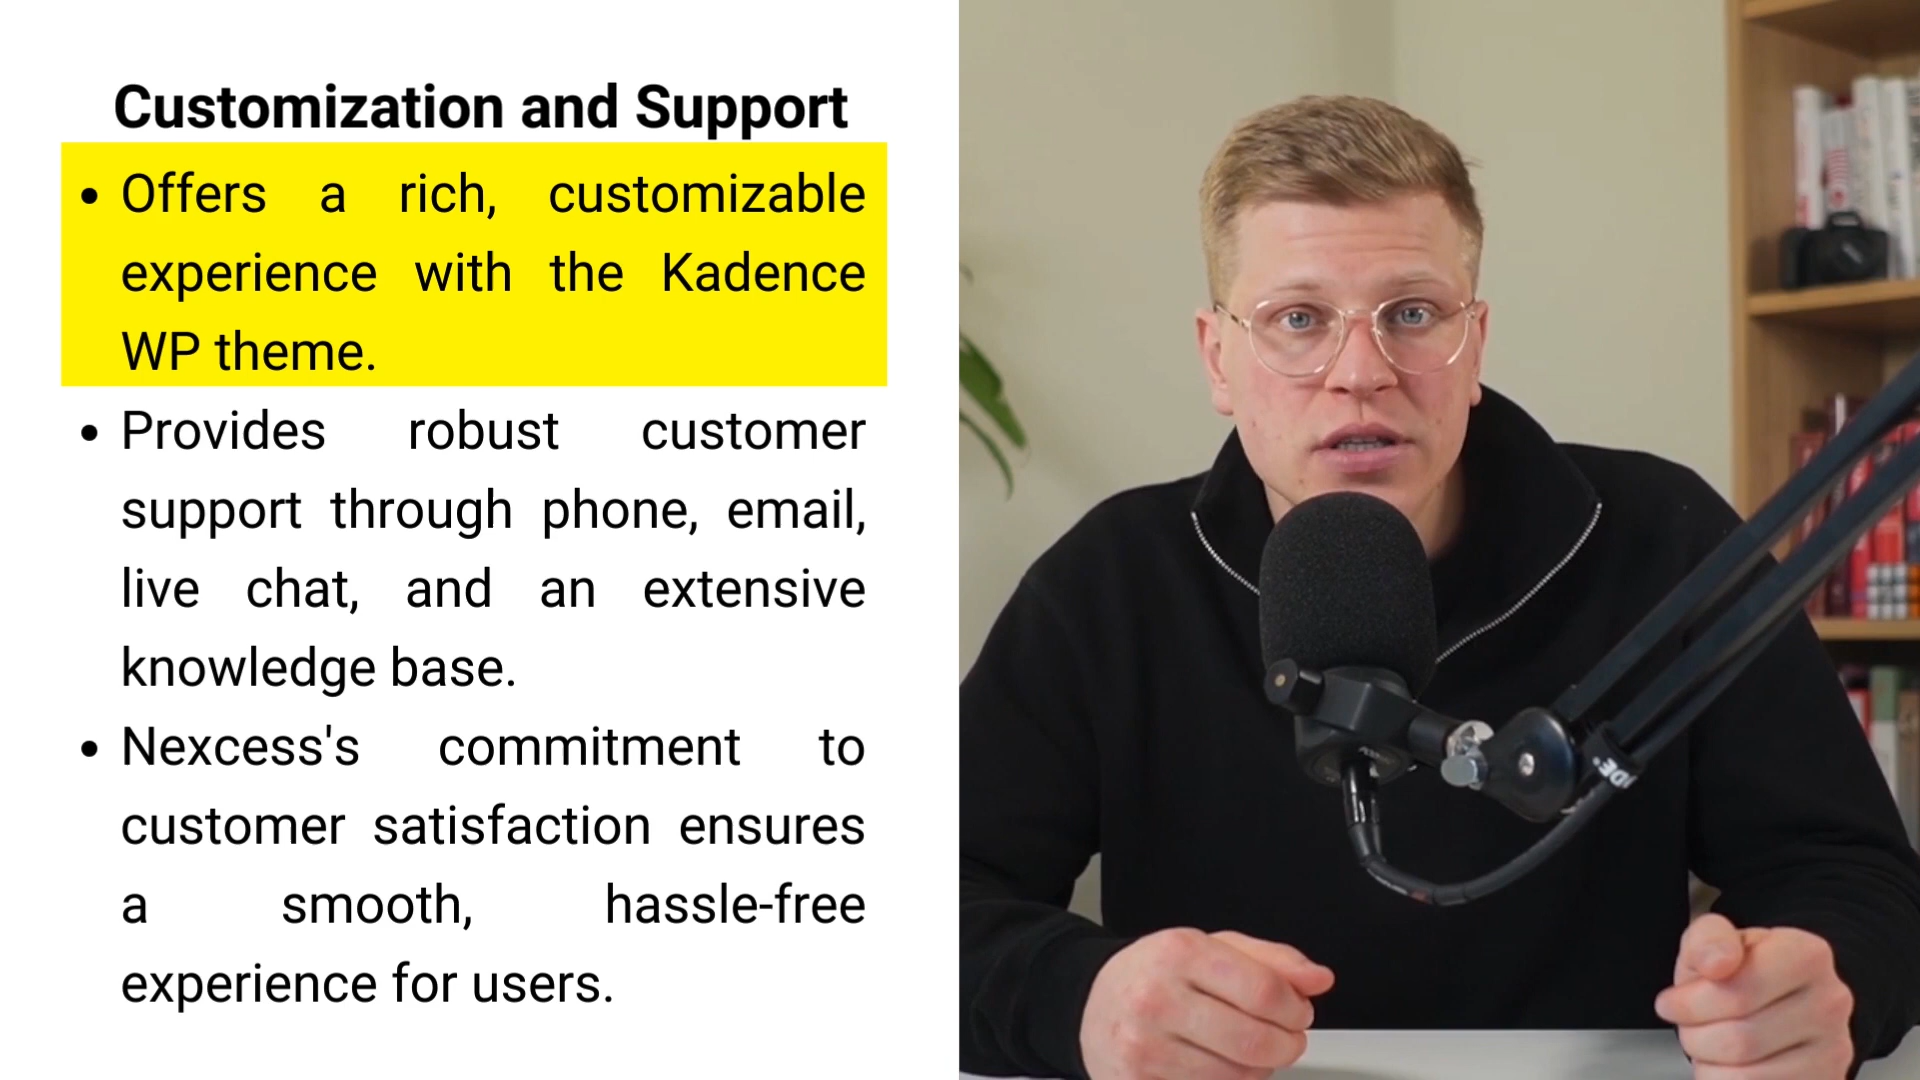 Customization and Support
• Offers a rich, customizable
experience with the Kadence
WP theme.
• Provides robust customer
support through phone, email,
live chat, and an extensive
knowledge base.
• Nexcess's commitment to
customer satisfaction ensures
a smooth, hassle-free
experience for users.